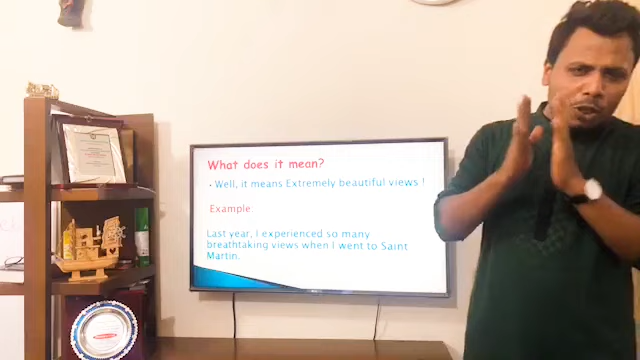 What does it mean?
• Well, it means Extremely beautiful views !
Example:
Last year, I experienced so many
breathtaking views when I went to Saint
Martin.